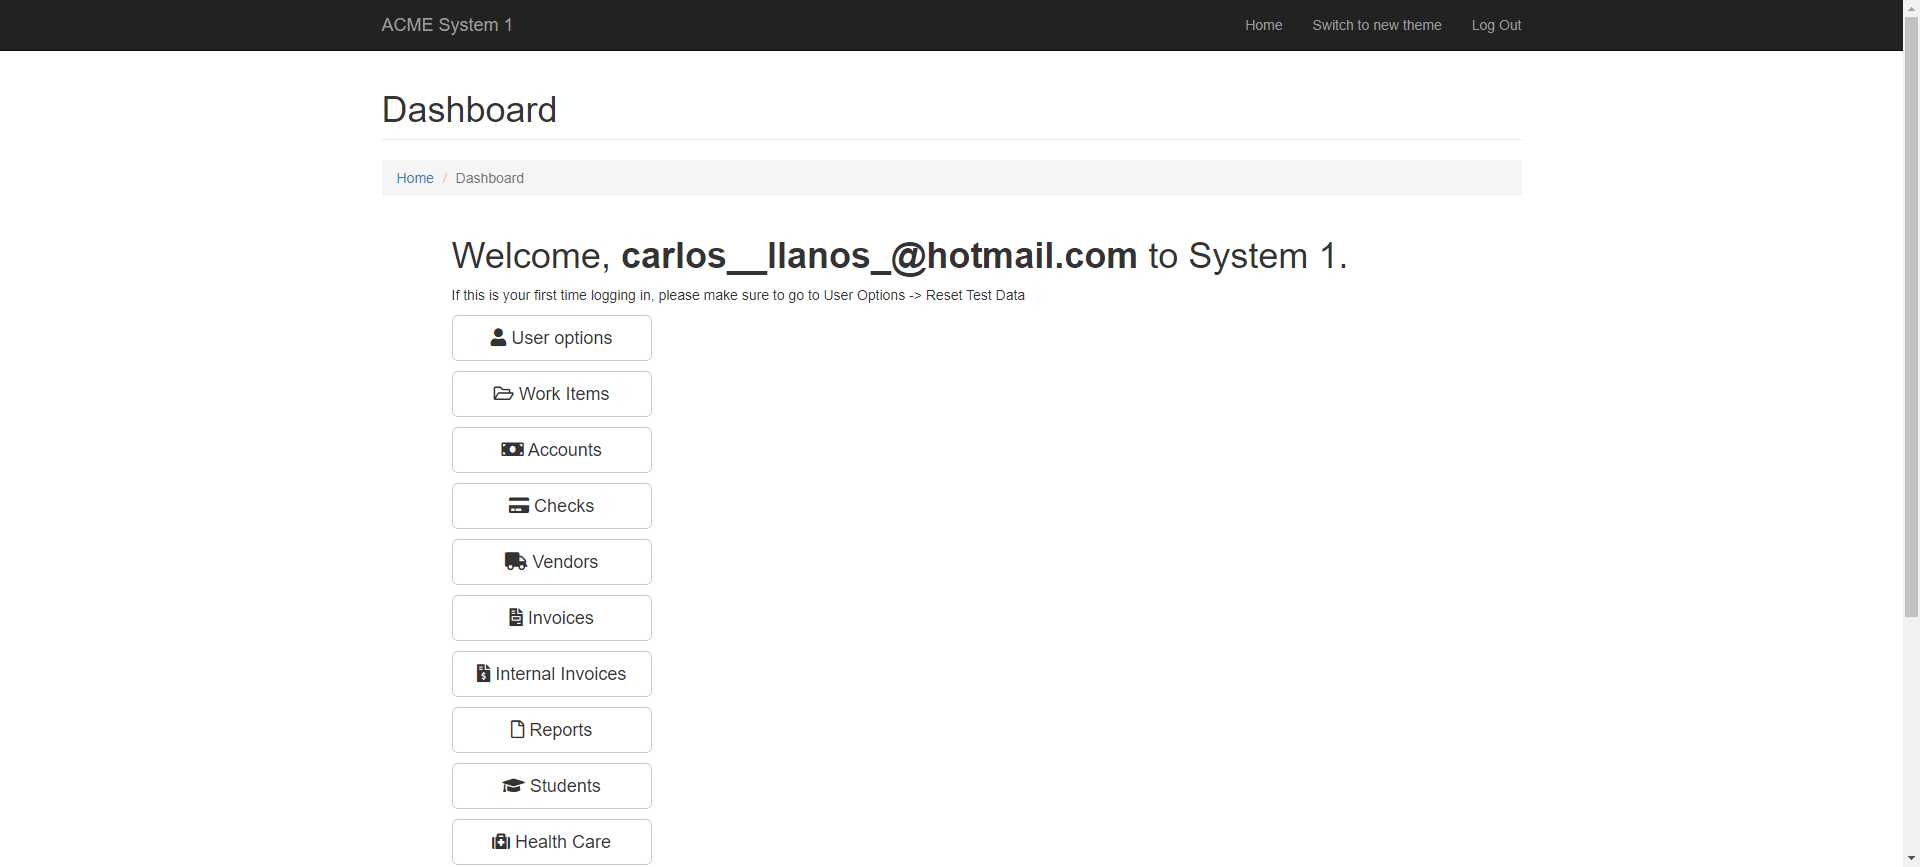 ACME System 1
Home
Switch to new theme
Log Out
Dashboard
Home / Dashboard
Welcome, carlos__llanos_@hotmail.com to System 1.
If this is your first time logging in, please make sure to go to User Options -> Reset Test Data
User options
Work Items
Accounts
Checks
Vendors
Invoices
Internal Invoices
Reports
Students
Health Care